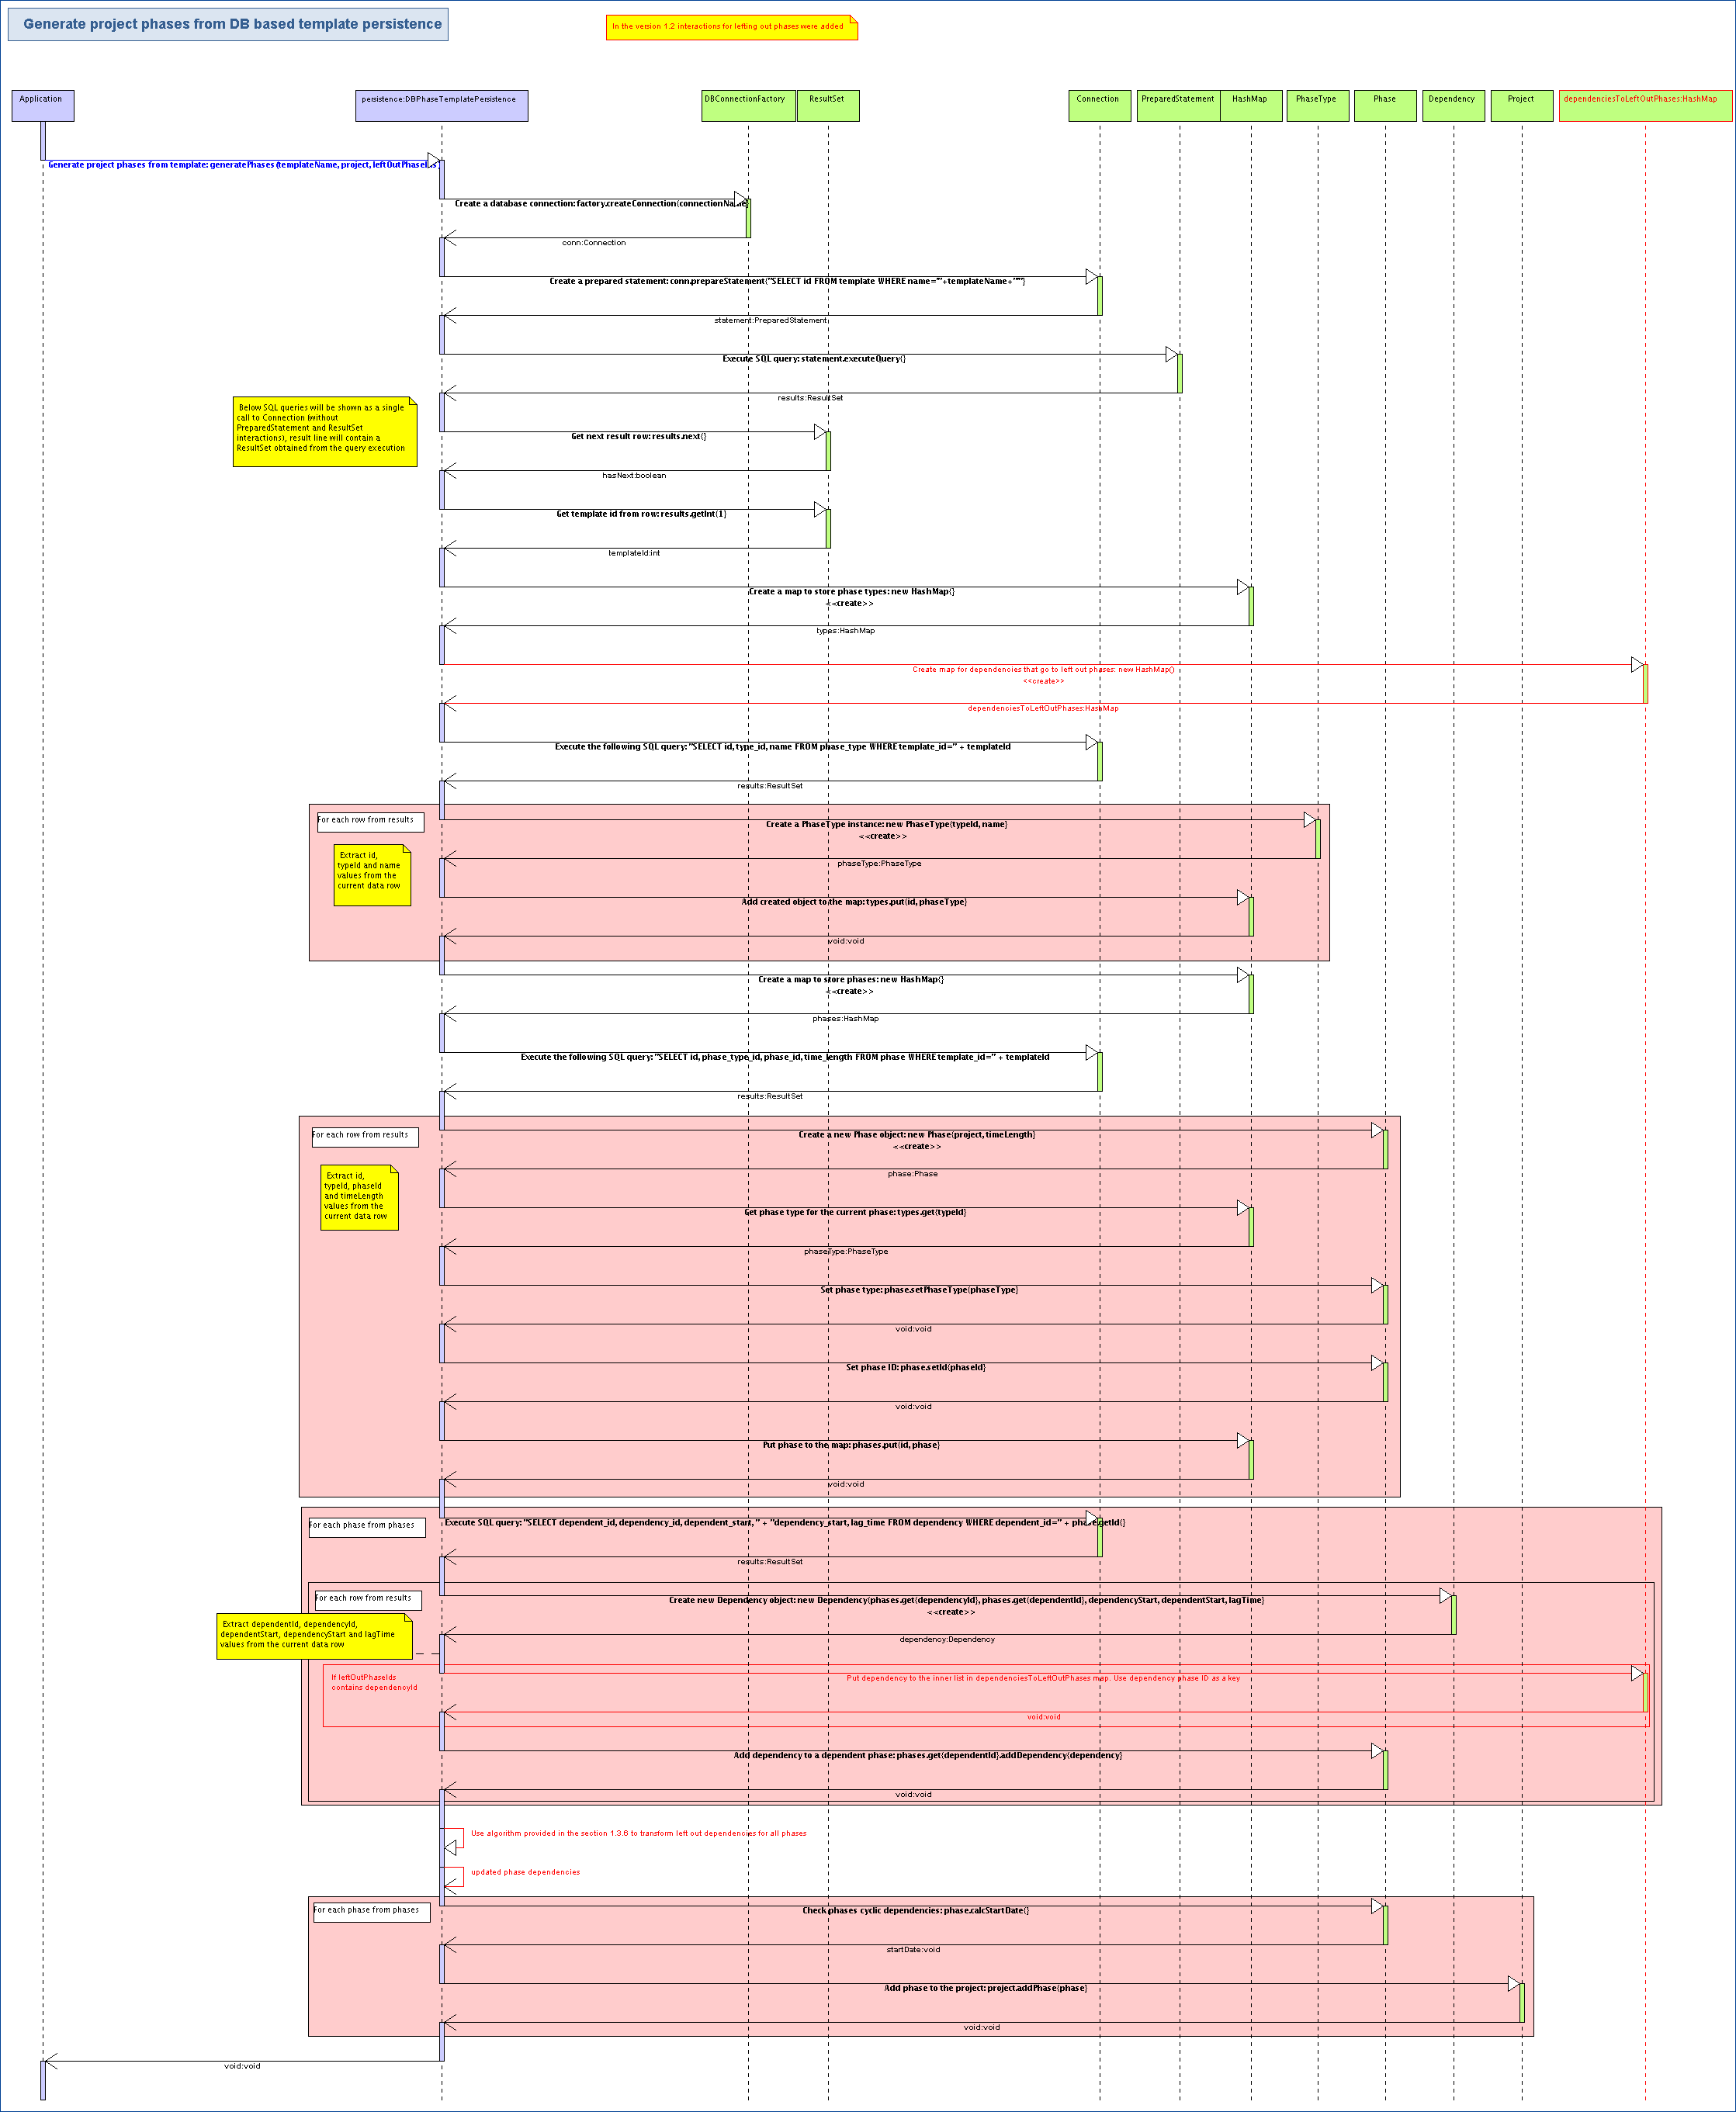 Generate project phases from DB based template persistence
In the version 1.2 interactions for lefting out phases were added
Application
persistence:DBPhaseTemplatePersistence
DBConnectionFactory
ResultSet
Connection
PreparedStatement
HashMap
PhaseType
Phase
Dependency
Project
dependenciesToLeftOutPhases:HashMap
Generate project phases from template: generatePhases(templateName, project, leftOutPhaseIds)
Create a database connection: factory.createConnection(connectionName)
conn:Connection
Create a prepared statement: conn.prepareStatement("SELECT id FROM template WHERE name='"+templateName+"'")
statement:PreparedStatement
Execute SQL query: statement.executeQuery()
results:ResultSet
Below SQL queries will be shown as a single
call to Connection (without
PreparedStatement and ResultSet
interactions), result line will contain a
ResultSet obtained from the query execution
Get next result row: results.next()
hasNext:boolean
Get template id from row: results.getInt(1)
templateId:int
Create a map to store phase types: new HashMap()
<<create>>
types:HashMap
Create map for dependencies that go to left out phases: new HashMap()
<<create>>
dependenciesToLeftOutPhases:HashMap
Execute the following SQL query: "SELECT id, type_id, name FROM phase_type WHERE template_id=" + templateId
results:ResultSet
For each row from results
Create a PhaseType instance: new PhaseType(typeId, name)
<<create>>
Extract id,
typeId and name
values from the
current data row
phaseType:PhaseType
Add created object to the map: types.put(id, phaseType)
void:void
Create a map to store phases: new HashMap()
<<create>>
phases:HashMap
Execute the following SQL query: "SELECT id, phase_type_id, phase_id, time_length FROM phase WHERE template_id=" + templateId
results:ResultSet
For each row from results
Create a new Phase object: new Phase(project, timeLength)
<<create>>
Extract id,
typeId, phaseId
and timeLength
values from the
current data row
phase:Phase
Get phase type for the current phase: types.get(typeId)
phaseType:PhaseType
Set phase type: phase.setPhaseType(phaseType)
void:void
Set phase ID: phase.setId(phaseId)
void:void
Put phase to the map: phases.put(id, phase)
void:void
For each phase from phases
Execute SQL query: "SELECT dependent_id, dependency_id, dependent_start, " + "dependency_start, lag_time FROM dependency WHERE dependent_id=" + phase.getId()
results:ResultSet
For each row from results
Create new Dependency object: new Dependency(phases.get(dependencyId), phases.get(dependentId), dependencyStart, dependentStart, lagTime)
<<create>>
Extract dependentId, dependencyId,
dependentStart, dependencyStart and lagTime
values from the current data row
dependency:Dependency
If leftOutPhaseIds
contains dependencyId
Put dependency to the inner list in dependenciesToLeftOutPhases map. Use dependency phase ID as a key
void:void
Add dependency to a dependent phase: phases.get(dependentId).addDependency(dependency)
void:void
Use algorithm provided in the section 1.3.6 to transform left out dependencies for all phases
updated phase dependencies
For each phase from phases
Check phases cyclic dependencies: phase.calcStartDate()
startDate:void
Add phase to the project: project.addPhase(phase)
void:void
void:void